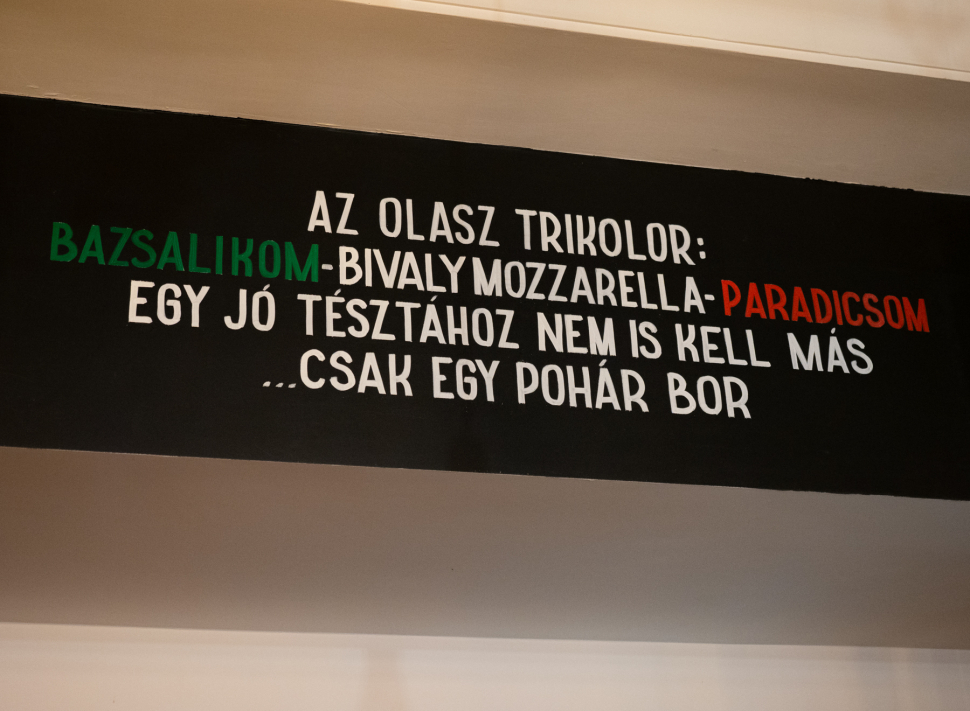 AZ OLASZ TRIKOLOR:
BAZSALIKOM-BIVALY MOZZARELLA-PARADICSOM
EGY JÓ TÉSZTÁHOZ NEM IS KELL MÁS
...CSAK EGY POHÁR BOR